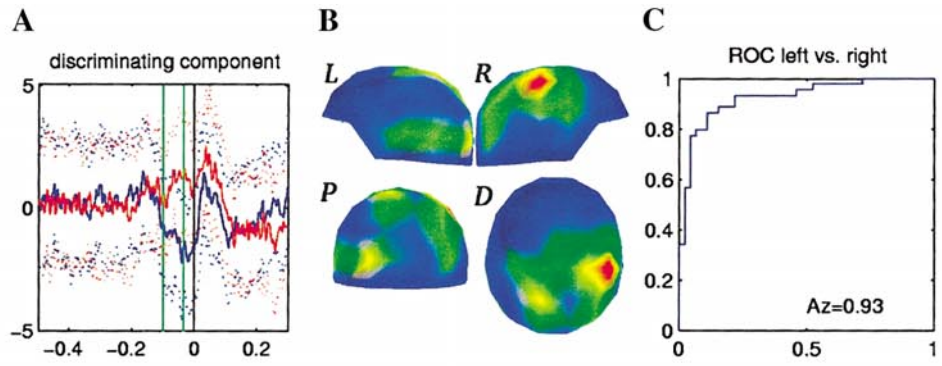 A
discriminating component
5
0
−5
−0.4 −0.2 0 0.2
B
L R
P D
C
ROC left vs. right
1
0.8
0.6
0.4
0.2
0
Az=0.93
0 0.5 1